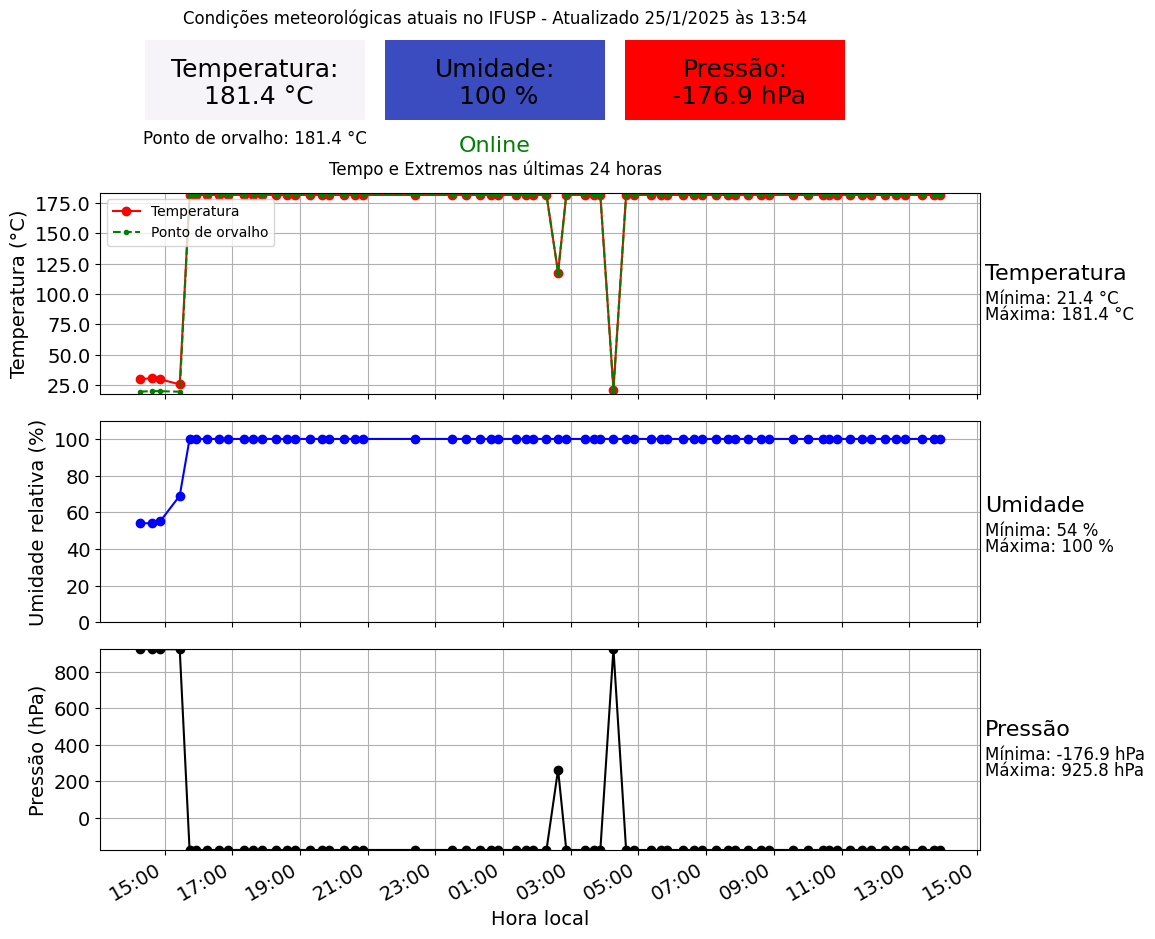 Condições meteorológicas atuais no IFUSP - Atualizado 25/1/2025 às 13:54
Temperatura:
181.4 °C
Umidade:
100 %
Pressão:
-176.9 hPa
Ponto de orvalho: 181.4 °C
Online
Tempo e Extremos nas últimas 24 horas
Temperatura (°C)
175.0
150.0
125.0
100.0
75.0
50.0
25.0
Temperatura
Ponto de orvalho
Temperatura
Mínima: 21.4 °C
Máxima: 181.4 °C
Umidade relativa (%)
100
80
60
40
20
0
Umidade
Mínima: 54 %
Máxima: 100 %
Pressão (hPa)
800
600
400
200
0
Pressão
Mínima: -176.9 hPa
Máxima: 925.8 hPa
15:00 17:00 19:00 21:00 23:00 01:00 03:00 05:00 07:00 09:00 11:00 13:00 15:00
Hora local